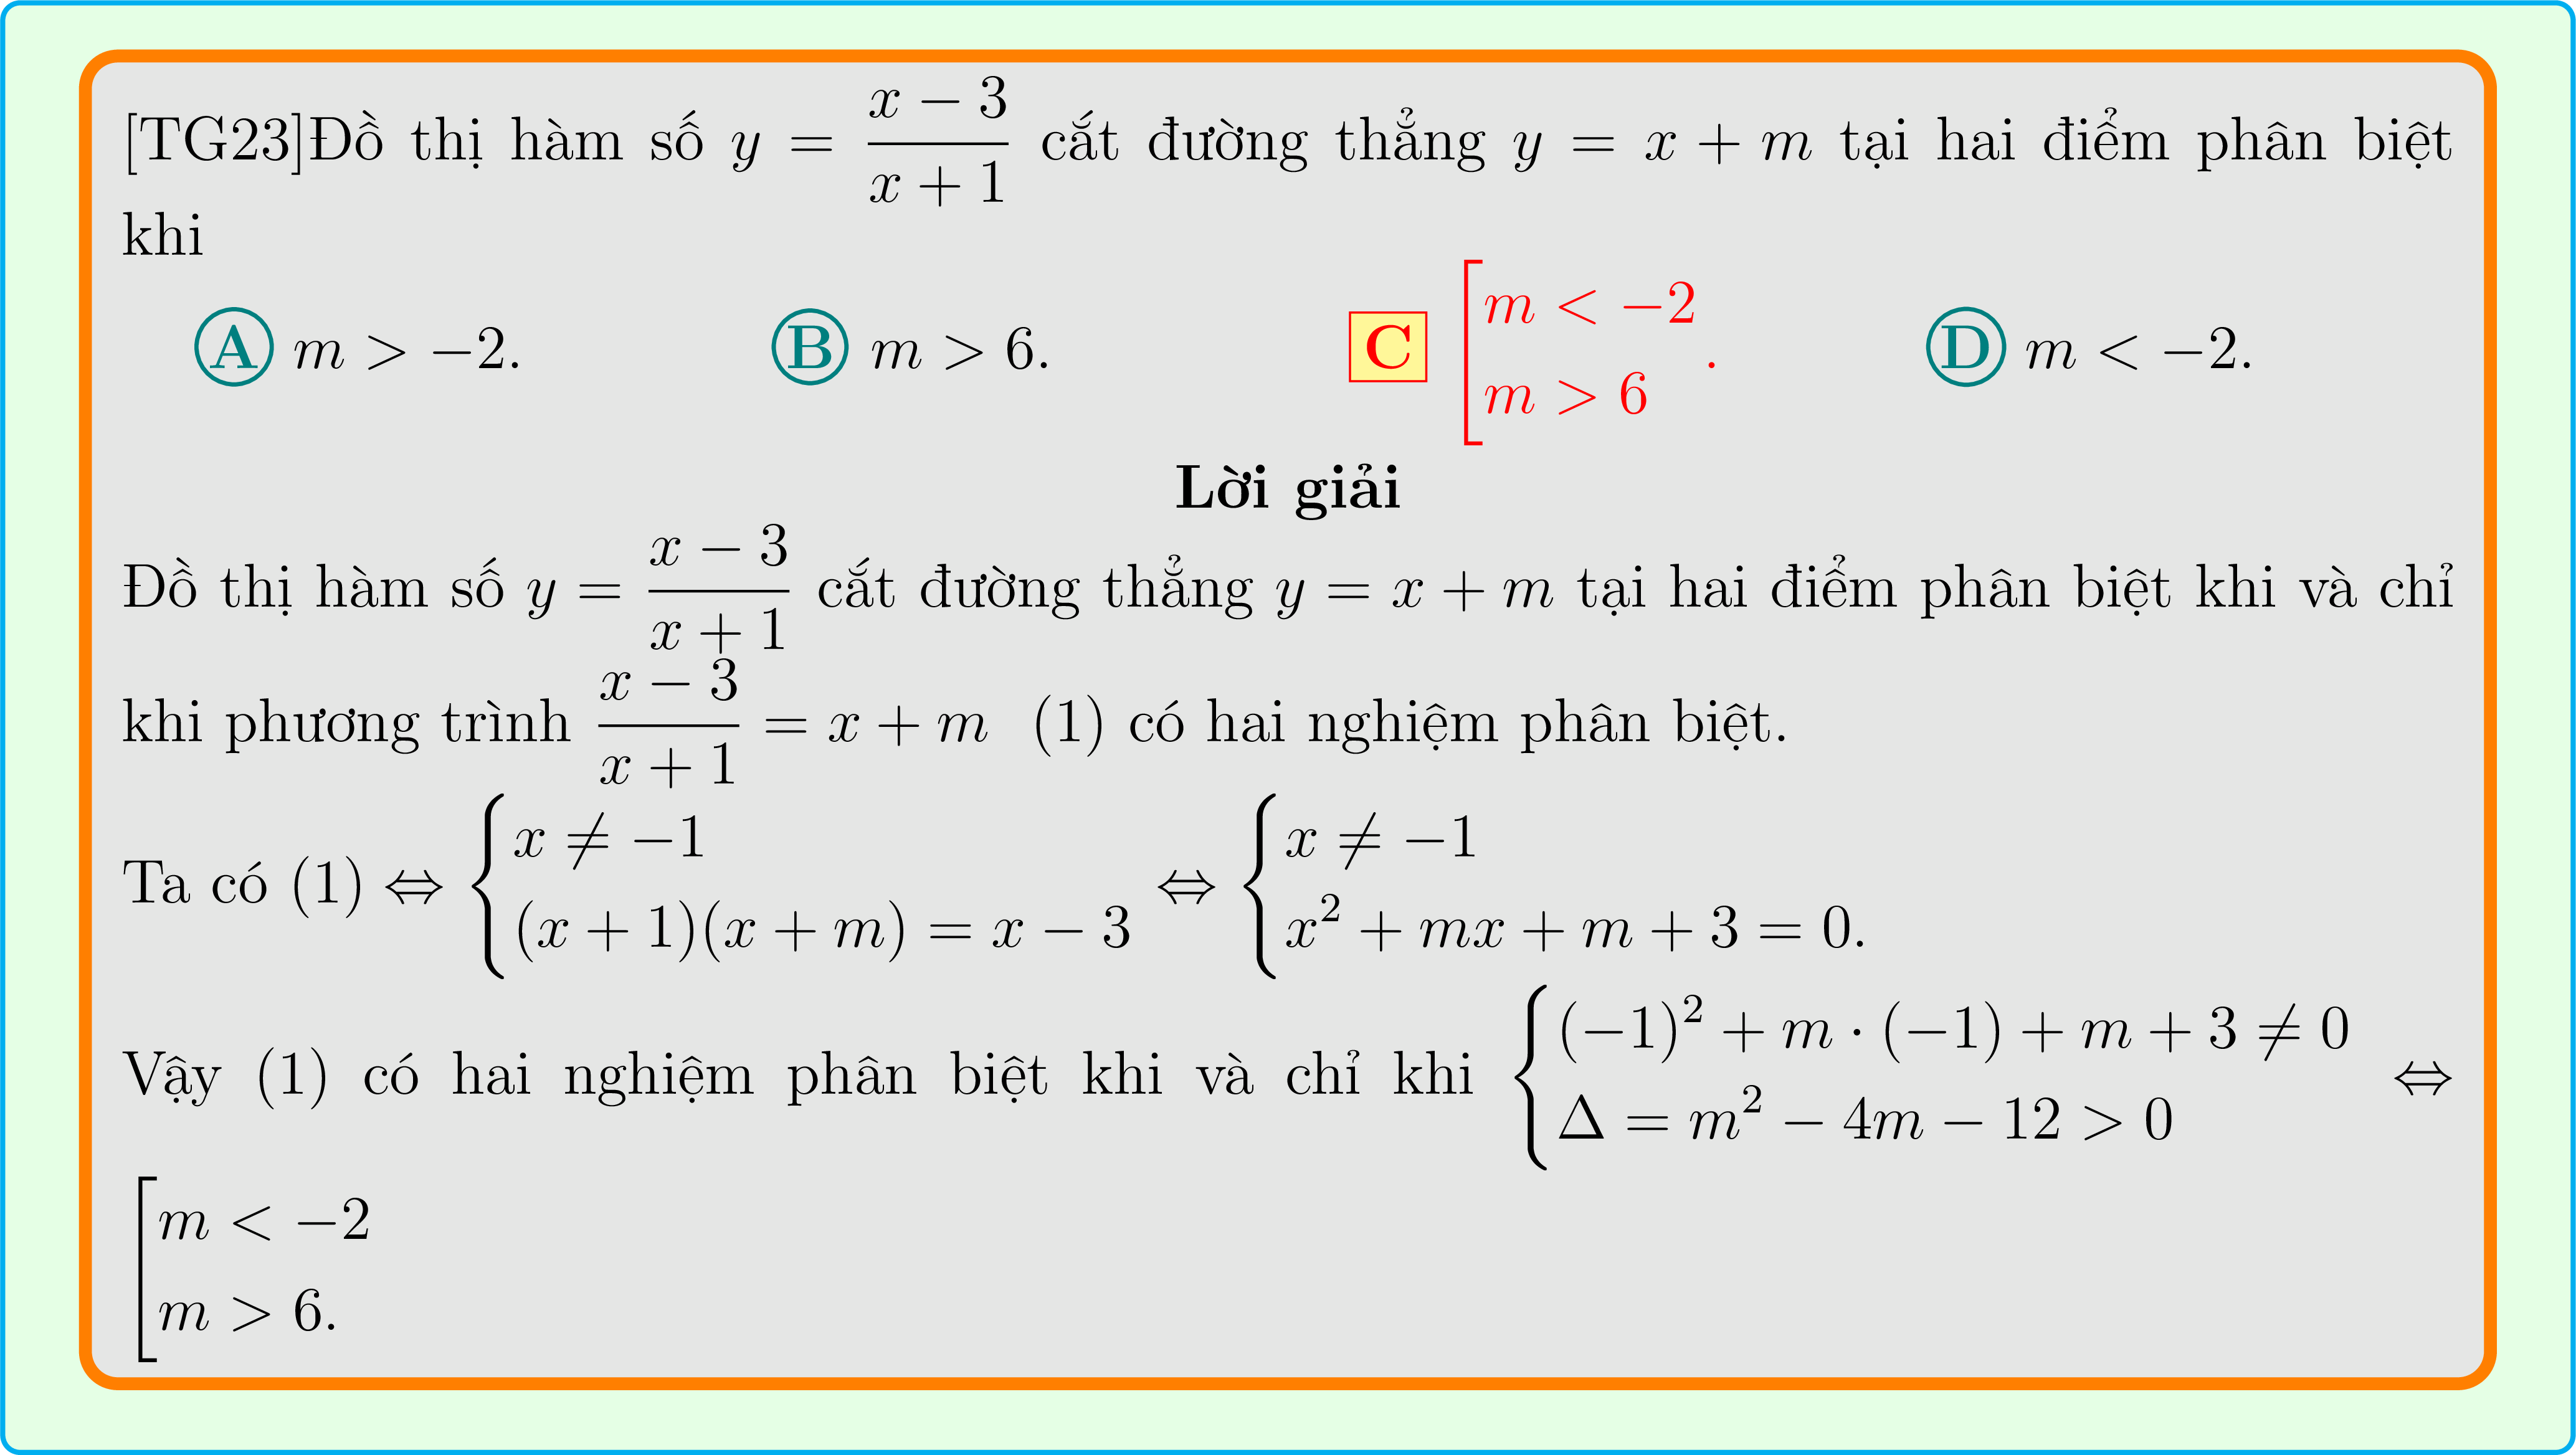 [TG23]Đồ thị hàm số $y = \dfrac{x-3}{x+1}$ cắt đường thẳng $y = x + m$ tại hai điểm phân biệt
khi
A $m > -2$. B $m > 6$. C $\left[\begin{array}{l} m < -2 \\ m > 6 \end{array}\right.$. D $m < -2$.
Lời giải
Đồ thị hàm số $y = \dfrac{x-3}{x+1}$ cắt đường thẳng $y = x + m$ tại hai điểm phân biệt khi và chỉ
khi phương trình $\dfrac{x-3}{x+1} = x + m$ (1) có hai nghiệm phân biệt.
Ta có (1) $\Leftrightarrow \begin{cases} x \neq -1 \\ (x+1)(x+m) = x-3 \end{cases} \Leftrightarrow \begin{cases} x \neq -1 \\ x^2 + mx + m + 3 = 0. \end{cases}$
Vậy (1) có hai nghiệm phân biệt khi và chỉ khi $\begin{cases} (-1)^2 + m \cdot (-1) + m + 3 \neq 0 \\ \Delta = m^2 - 4m - 12 > 0 \end{cases} \Leftrightarrow$
$\left[\begin{array}{l} m < -2 \\ m > 6. \end{array}\right.$